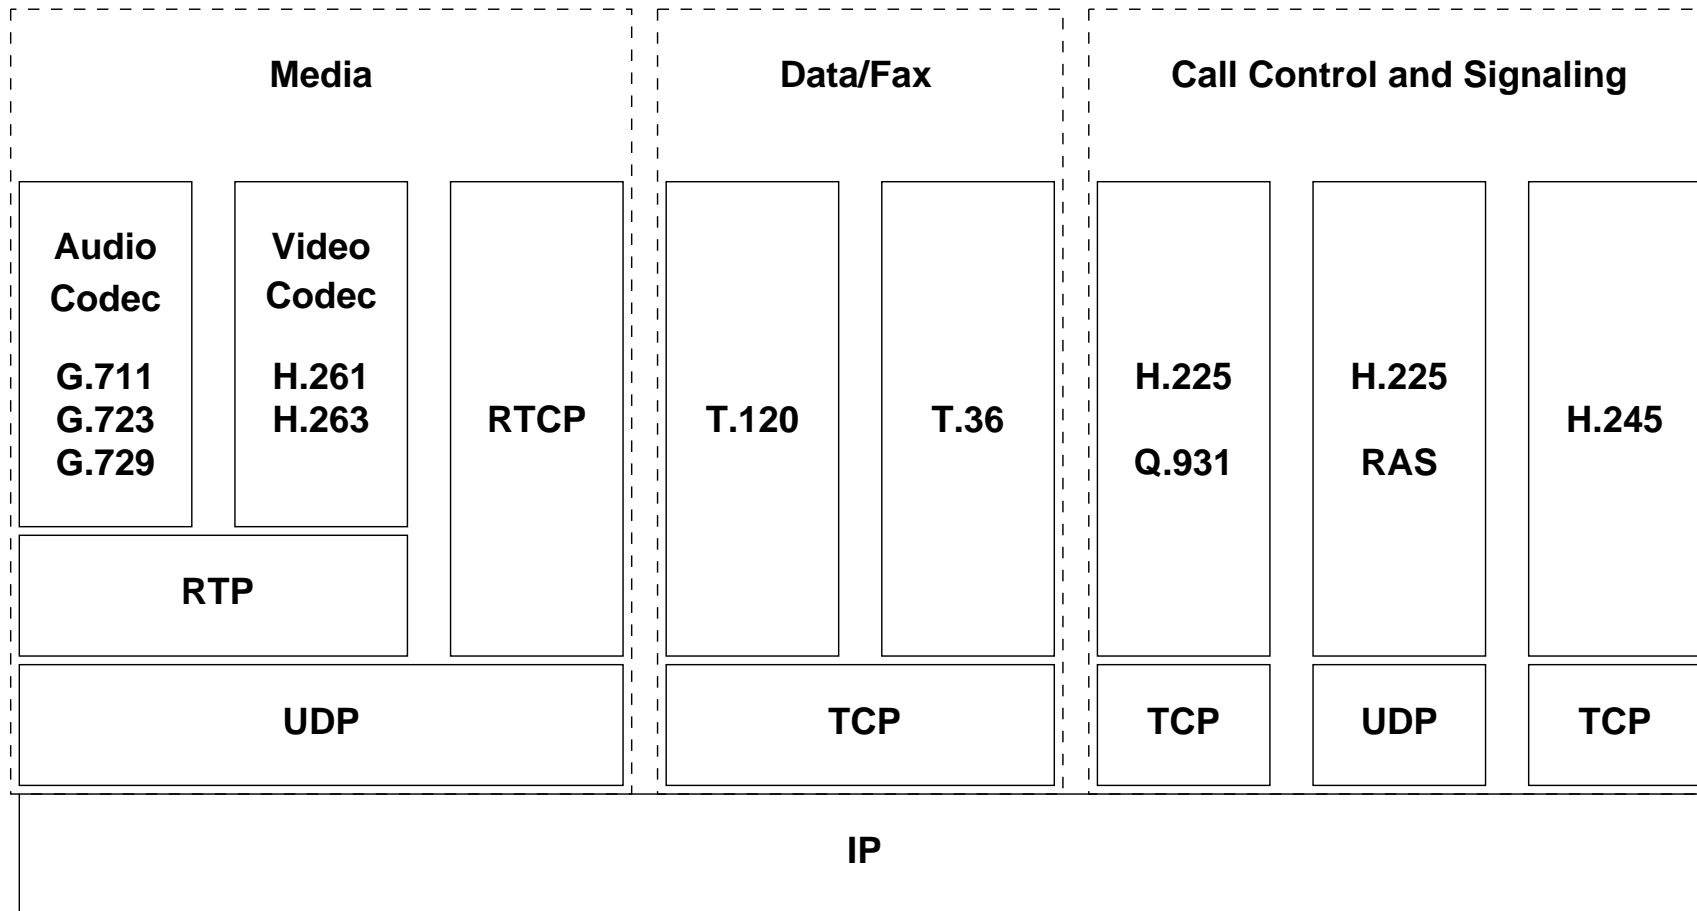 Media
Data/Fax
Call Control and Signaling
Audio
Codec
G.711
G.723
G.729
Video
Codec
H.261
H.263
RTCP
T.120
T.36
H.225
Q.931
H.225
RAS
H.245
RTP
UDP
TCP
TCP
UDP
TCP
IP